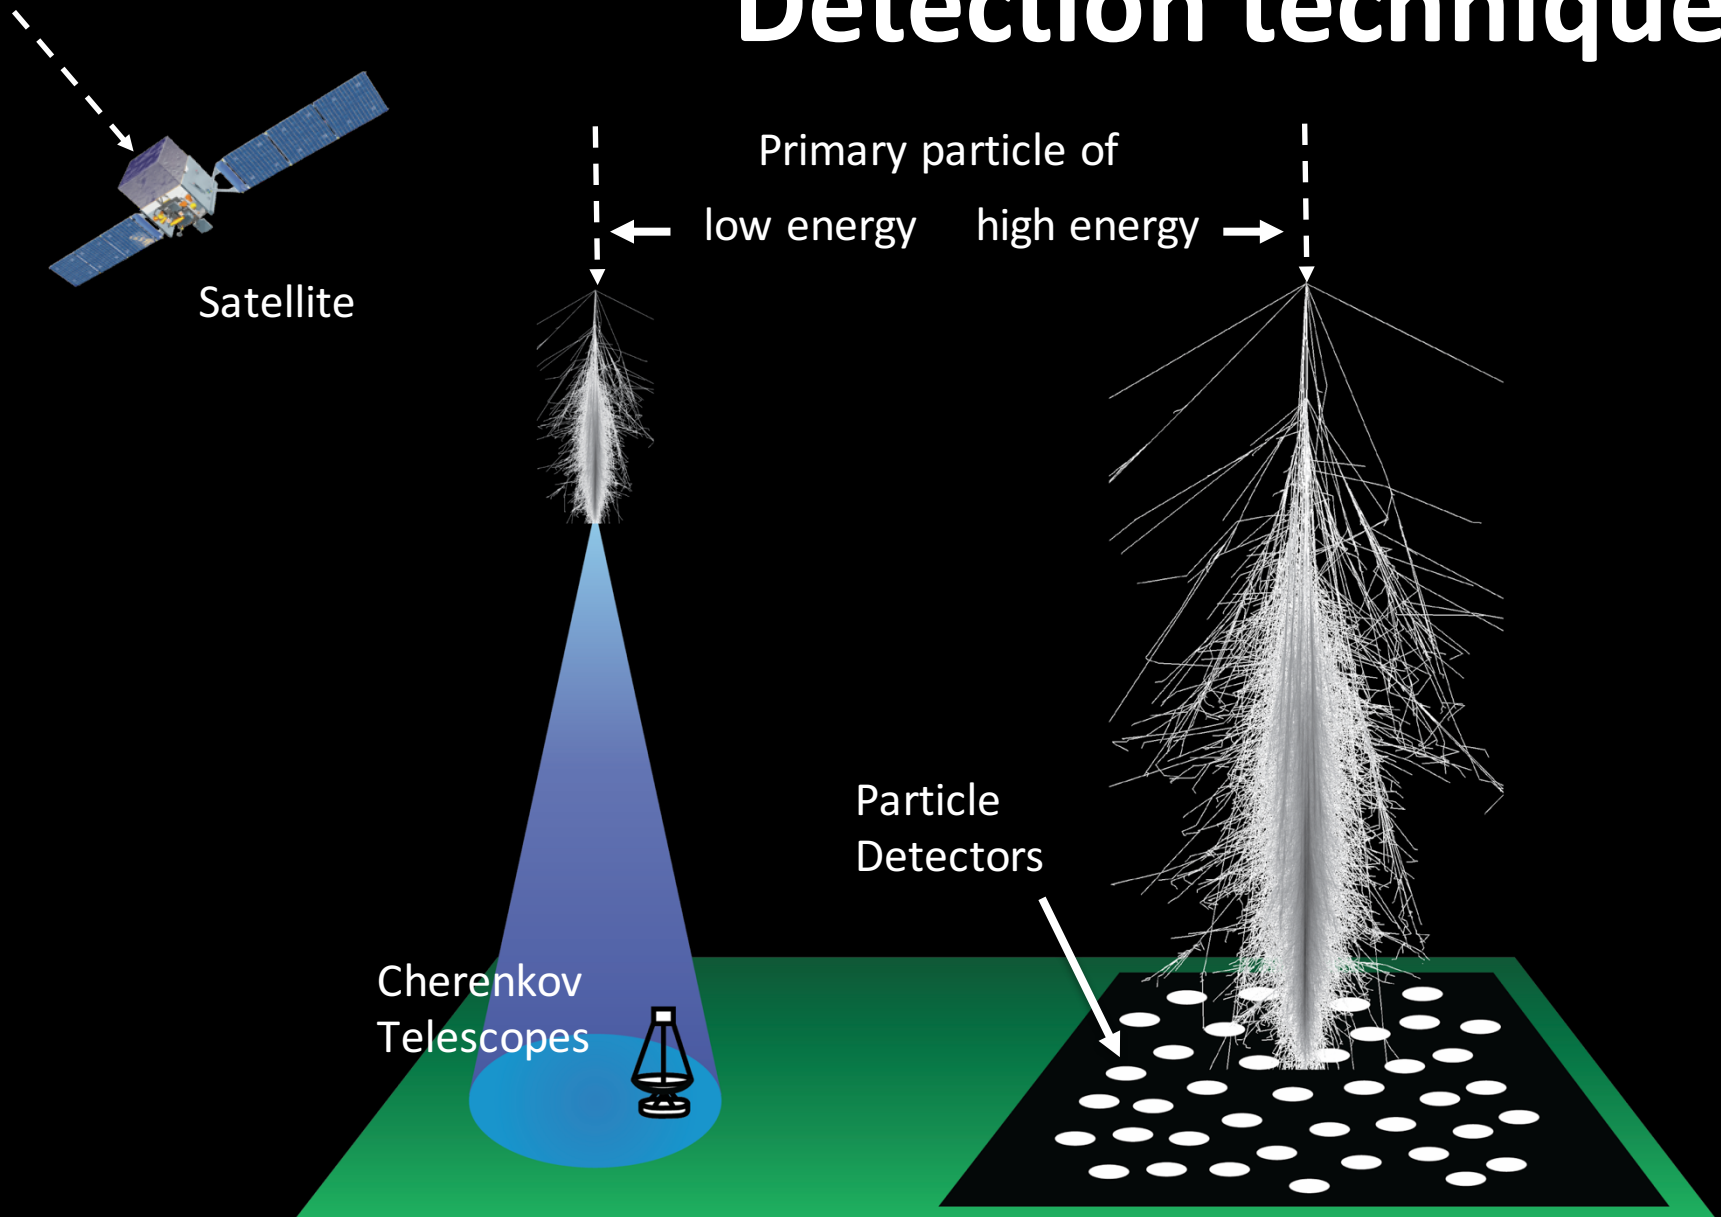 Detection technique
Primary particle of
low energy high energy
Satellite
Particle
Detectors
Cherenkov
Telescopes